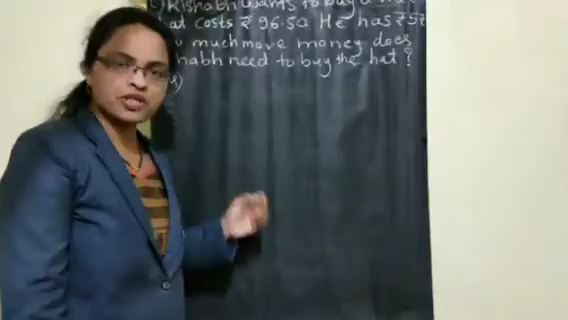 Rishabh wants to buy a
at costs ₹ 96.50 He has ₹ 57
much more money does
habh need to buy the hat ?